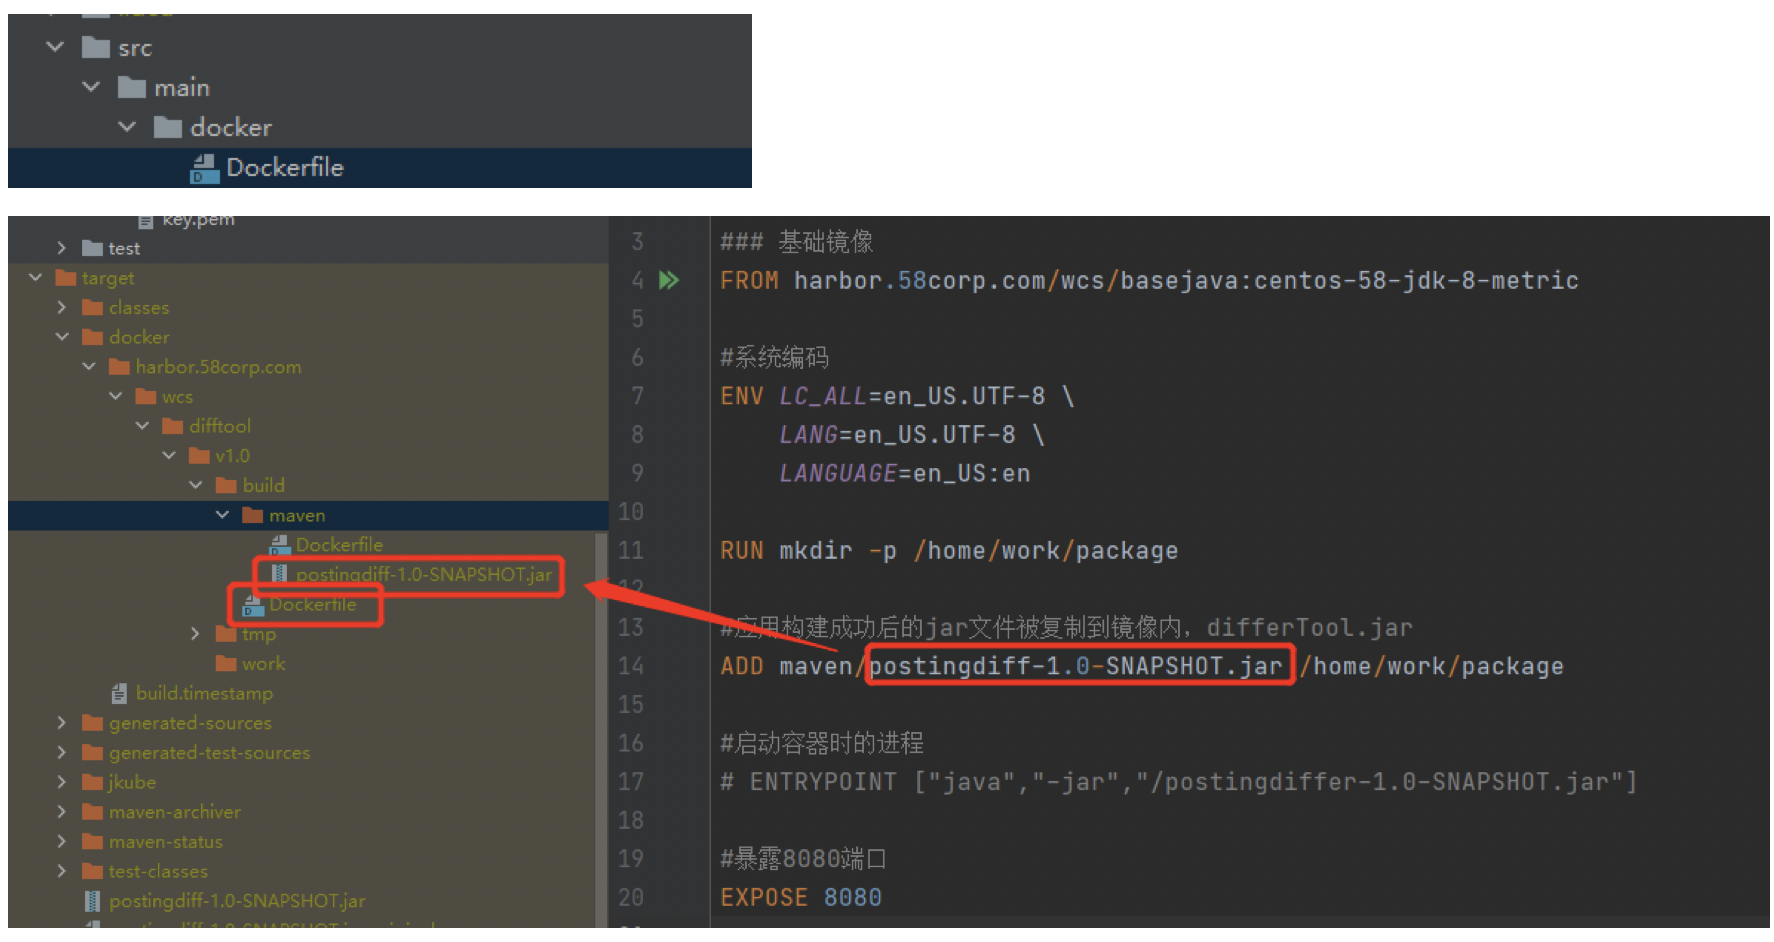 src
main
docker
Dockerfile
key.pem
test
target
classes
docker
harbor.58corp.com
wcs
difftool
v1.0
build
maven
Dockerfile
postingdiff-1.0-SNAPSHOT.jar
Dockerfile
tmp
work
build.timestamp
generated-sources
generated-test-sources
jkube
maven-archiver
maven-status
test-classes
postingdiff-1.0-SNAPSHOT.jar
3 ### 基础镜像
4 FROM harbor.58corp.com/wcs/basejava:centos-58-jdk-8-metric
5
6 #系统编码
7 ENV LC_ALL=en_US.UTF-8 \
8 LANG=en_US.UTF-8 \
9 LANGUAGE=en_US:en
10
11 RUN mkdir -p /home/work/package
12
13 #应用构建成功后的jar文件被复制到镜像内，differTool.jar
14 ADD maven/postingdiff-1.0-SNAPSHOT.jar /home/work/package
15
16 #启动容器时的进程
17 # ENTRYPOINT ["java","-jar","/postingdiffer-1.0-SNAPSHOT.jar"]
18
19 #暴露8080端口
20 EXPOSE 8080